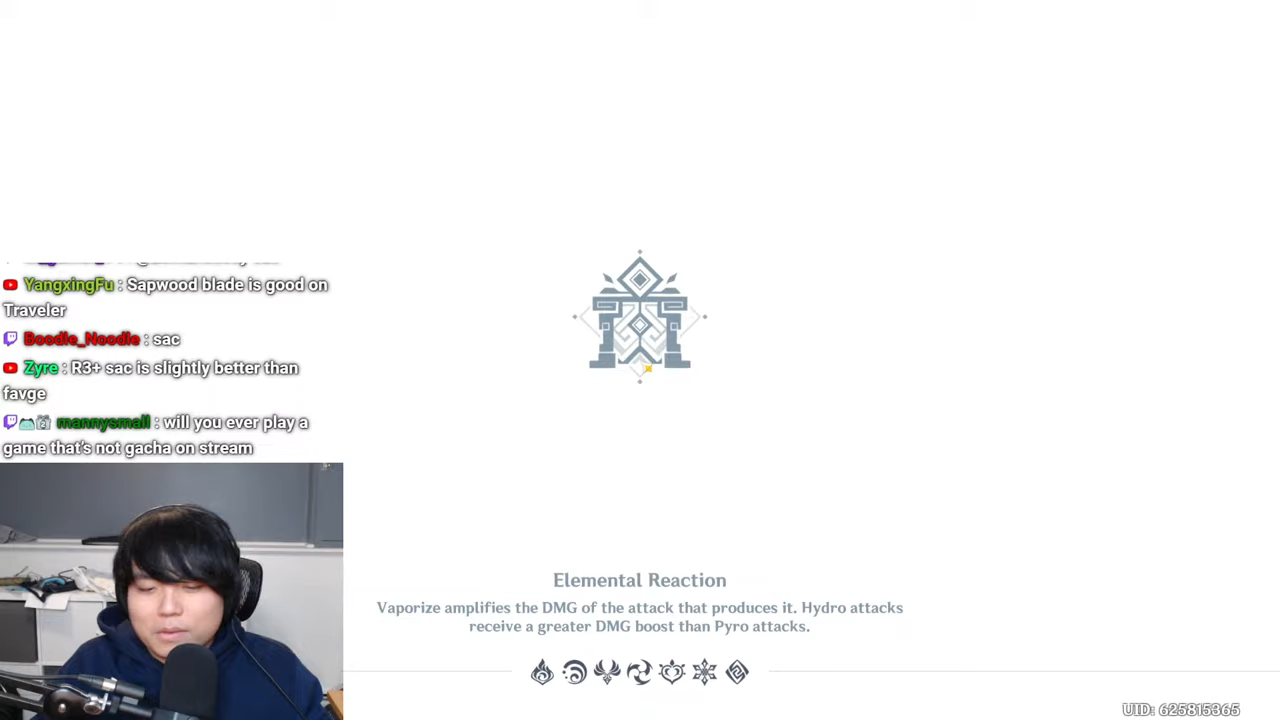 YangxingFu : Sapwood blade is good on
Traveler
Boodle_Noodle : sac
Zyre : R3+ sac is slightly better than
favge
mannysmail : will you ever play a
game that's not gacha on stream
Elemental Reaction
Vaporize amplifies the DMG of the attack that produces it. Hydro attacks
receive a greater DMG boost than Pyro attacks.
UID: 625815365